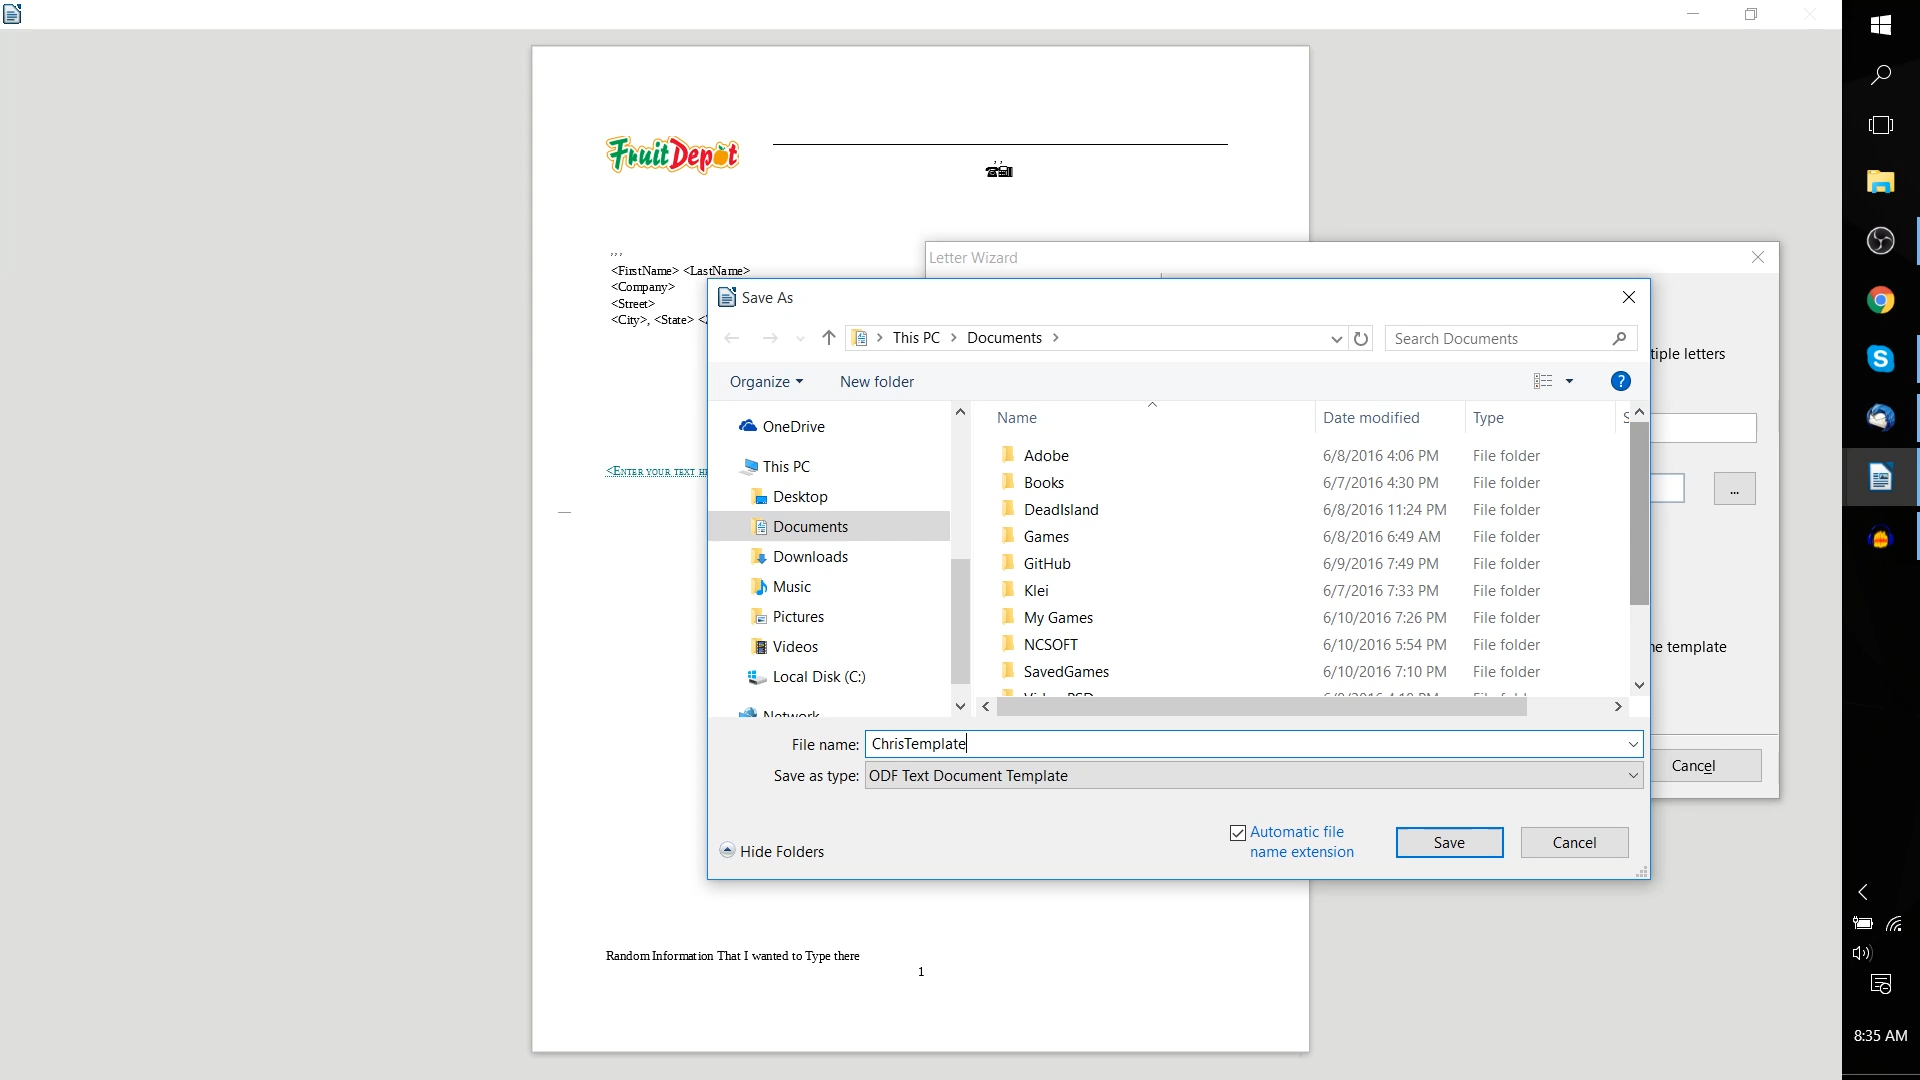 FruitDepot
, ,
, , ,
<FirstName> <LastName>
<Company>
<Street>
<City>, <State>
<ENTER YOUR TEXT
Random Information That I wanted to Type there
1
Letter Wizard
tiple letters
...
template
Cancel
Save As
This PC > Documents >
Search Documents
Organize
New folder
?
OneDrive
This PC
Desktop
Documents
Downloads
Music
Pictures
Videos
Local Disk (C:)
Network
Name Date modified Type
Adobe 6/8/2016 4:06 PM File folder
Books 6/7/2016 4:30 PM File folder
DeadIsland 6/8/2016 11:24 PM File folder
Games 6/8/2016 6:49 AM File folder
GitHub 6/9/2016 7:49 PM File folder
Klei 6/7/2016 7:33 PM File folder
My Games 6/10/2016 7:26 PM File folder
NCSOFT 6/10/2016 5:54 PM File folder
SavedGames 6/10/2016 7:10 PM File folder
File name: ChrisTemplate
Save as type: ODF Text Document Template
Automatic file
name extension
Save
Cancel
Hide Folders
8:35 AM